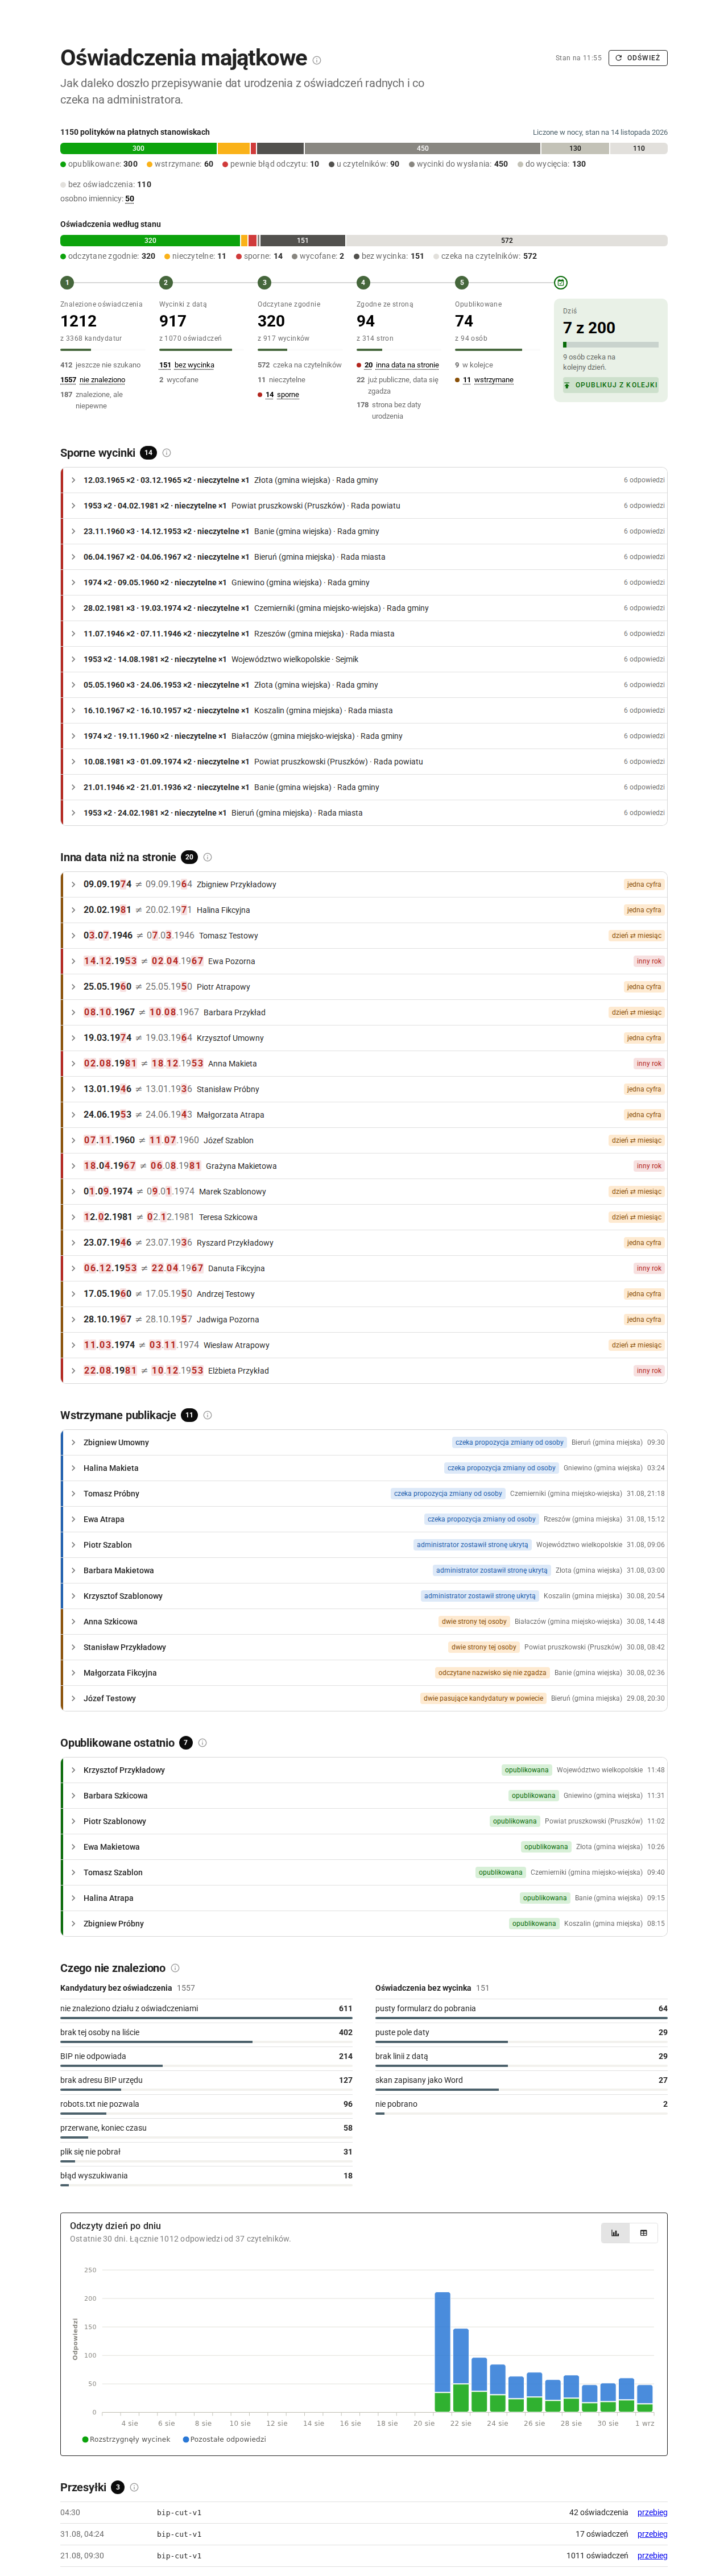 Oświadczenia majątkowe
Stan na 11:55 ODŚWIEŻ
Jak daleko doszło przepisywanie dat urodzenia z oświadczeń radnych i co
czeka na administratora.
1150 polityków na płatnych stanowiskach Liczone w nocy, stan na 14 listopada 2026
300 450 130 110
opublikowane: 300 wstrzymane: 60 pewnie błąd odczytu: 10 u czytelników: 90 wycinki do wysłania: 450 do wycięcia: 130
bez oświadczenia: 110
osobno imiennicy: 50
Oświadczenia według stanu
320 151 572
odczytane zgodnie: 320 nieczytelne: 11 sporne: 14 wycofane: 2 bez wycinka: 151 czeka na czytelników: 572
1 2 3 4 5
Znalezione oświadczenia
1212
z 3368 kandydatur
412 jeszcze nie szukano
1557 nie znaleziono
187 znalezione, ale
niepewne
Wycinki z datą
917
z 1070 oświadczeń
151 bez wycinka
2 wycofane
Odczytane zgodnie
320
z 917 wycinków
572 czeka na czytelników
11 nieczytelne
14 sporne
Zgodne ze stroną
94
z 314 stron
20 inna data na stronie
22 już publiczne, data się
zgadza
178 strona bez daty
urodzenia
Opublikowane
74
z 94 osób
9 w kolejce
11 wstrzymane
Dziś
7 z 200
9 osób czeka na
kolejny dzień.
OPUBLIKUJ Z KOLEJKI
Sporne wycinki 14
12.03.1965 ×2 · 03.12.1965 ×2 · nieczytelne ×1 Złota (gmina wiejska) · Rada gminy 6 odpowiedzi
1953 ×2 · 04.02.1981 ×2 · nieczytelne ×1 Powiat pruszkowski (Pruszków) · Rada powiatu 6 odpowiedzi
23.11.1960 ×3 · 14.12.1953 ×2 · nieczytelne ×1 Banie (gmina wiejska) · Rada gminy 6 odpowiedzi
06.04.1967 ×2 · 04.06.1967 ×2 · nieczytelne ×1 Bieruń (gmina miejska) · Rada miasta 6 odpowiedzi
1974 ×2 · 09.05.1960 ×2 · nieczytelne ×1 Gniewino (gmina wiejska) · Rada gminy 6 odpowiedzi
28.02.1981 ×3 · 19.03.1974 ×2 · nieczytelne ×1 Czemierniki (gmina miejsko-wiejska) · Rada gminy 6 odpowiedzi
11.07.1946 ×2 · 07.11.1946 ×2 · nieczytelne ×1 Rzeszów (gmina miejska) · Rada miasta 6 odpowiedzi
1953 ×2 · 14.08.1981 ×2 · nieczytelne ×1 Województwo wielkopolskie · Sejmik 6 odpowiedzi
05.05.1960 ×3 · 24.06.1953 ×2 · nieczytelne ×1 Złota (gmina wiejska) · Rada gminy 6 odpowiedzi
16.10.1967 ×2 · 16.10.1957 ×2 · nieczytelne ×1 Koszalin (gmina miejska) · Rada miasta 6 odpowiedzi
1974 ×2 · 19.11.1960 ×2 · nieczytelne ×1 Białaczów (gmina miejsko-wiejska) · Rada gminy 6 odpowiedzi
10.08.1981 ×3 · 01.09.1974 ×2 · nieczytelne ×1 Powiat pruszkowski (Pruszków) · Rada powiatu 6 odpowiedzi
21.01.1946 ×2 · 21.01.1936 ×2 · nieczytelne ×1 Banie (gmina wiejska) · Rada gminy 6 odpowiedzi
1953 ×2 · 24.02.1981 ×2 · nieczytelne ×1 Bieruń (gmina miejska) · Rada miasta 6 odpowiedzi
Inna data niż na stronie 20
09.09.1974 ≠ 09.09.1964 Zbigniew Przykładowy jedna cyfra
20.02.1981 ≠ 20.02.1971 Halina Fikcyjna jedna cyfra
03.07.1946 ≠ 07.03.1946 Tomasz Testowy dzień ⇄ miesiąc
14.12.1953 ≠ 02.04.1967 Ewa Pozorna inny rok
25.05.1960 ≠ 25.05.1950 Piotr Atrapowy jedna cyfra
08.10.1967 ≠ 10.08.1967 Barbara Przykład dzień ⇄ miesiąc
19.03.1974 ≠ 19.03.1964 Krzysztof Umowny jedna cyfra
02.08.1981 ≠ 18.12.1953 Anna Makieta inny rok
13.01.1946 ≠ 13.01.1936 Stanisław Próbny jedna cyfra
24.06.1953 ≠ 24.06.1943 Małgorzata Atrapa jedna cyfra
07.11.1960 ≠ 11.07.1960 Józef Szablon dzień ⇄ miesiąc
18.04.1967 ≠ 06.08.1981 Grażyna Makietowa inny rok
01.09.1974 ≠ 09.01.1974 Marek Szablonowy dzień ⇄ miesiąc
12.02.1981 ≠ 02.12.1981 Teresa Szkicowa dzień ⇄ miesiąc
23.07.1946 ≠ 23.07.1936 Ryszard Przykładowy jedna cyfra
06.12.1953 ≠ 22.04.1967 Danuta Fikcyjna inny rok
17.05.1960 ≠ 17.05.1950 Andrzej Testowy jedna cyfra
28.10.1967 ≠ 28.10.1957 Jadwiga Pozorna jedna cyfra
11.03.1974 ≠ 03.11.1974 Wiesław Atrapowy dzień ⇄ miesiąc
22.08.1981 ≠ 10.12.1953 Elżbieta Przykład inny rok
Wstrzymane publikacje 11
Zbigniew Umowny czeka propozycja zmiany od osoby Bieruń (gmina miejska) 09:30
Halina Makieta czeka propozycja zmiany od osoby Gniewino (gmina wiejska) 03:24
Tomasz Próbny czeka propozycja zmiany od osoby Czemierniki (gmina miejsko-wiejska) 31.08, 21:18
Ewa Atrapa czeka propozycja zmiany od osoby Rzeszów (gmina miejska) 31.08, 15:12
Piotr Szablon administrator zostawił stronę ukrytą Województwo wielkopolskie 31.08, 09:06
Barbara Makietowa administrator zostawił stronę ukrytą Złota (gmina wiejska) 31.08, 03:00
Krzysztof Szablonowy administrator zostawił stronę ukrytą Koszalin (gmina miejska) 30.08, 20:54
Anna Szkicowa dwie strony tej osoby Białaczów (gmina miejsko-wiejska) 30.08, 14:48
Stanisław Przykładowy dwie strony tej osoby Powiat pruszkowski (Pruszków) 30.08, 08:42
Małgorzata Fikcyjna odczytane nazwisko się nie zgadza Banie (gmina wiejska) 30.08, 02:36
Józef Testowy dwie pasujące kandydatury w powiecie Bieruń (gmina miejska) 29.08, 20:30
Opublikowane ostatnio 7
Krzysztof Przykładowy opublikowana Województwo wielkopolskie 11:48
Barbara Szkicowa opublikowana Gniewino (gmina wiejska) 11:31
Piotr Szablonowy opublikowana Powiat pruszkowski (Pruszków) 11:02
Ewa Makietowa opublikowana Złota (gmina wiejska) 10:26
Tomasz Szablon opublikowana Czemierniki (gmina miejsko-wiejska) 09:40
Halina Atrapa opublikowana Banie (gmina wiejska) 09:15
Zbigniew Próbny opublikowana Koszalin (gmina miejska) 08:15
Czego nie znaleziono
Kandydatury bez oświadczenia 1557
nie znaleziono działu z oświadczeniami 611
brak tej osoby na liście 402
BIP nie odpowiada 214
brak adresu BIP urzędu 127
robots.txt nie pozwala 96
przerwane, koniec czasu 58
plik się nie pobrał 31
błąd wyszukiwania 18
Oświadczenia bez wycinka 151
pusty formularz do pobrania 64
puste pole daty 29
brak linii z datą 29
skan zapisany jako Word 27
nie pobrano 2
Odczyty dzień po dniu
Ostatnie 30 dni. Łącznie 1012 odpowiedzi od 37 czytelników.
Odpowiedzi
250
200
150
100
50
0
4 sie 6 sie 8 sie 10 sie 12 sie 14 sie 16 sie 18 sie 20 sie 22 sie 24 sie 26 sie 28 sie 30 sie 1 wrz
Rozstrzygnęły wycinek Pozostałe odpowiedzi
Przesyłki 3
04:30 bip-cut-v1 42 oświadczenia przebieg
31.08, 04:24 bip-cut-v1 17 oświadczeń przebieg
21.08, 09:30 bip-cut-v1 1011 oświadczeń przebieg